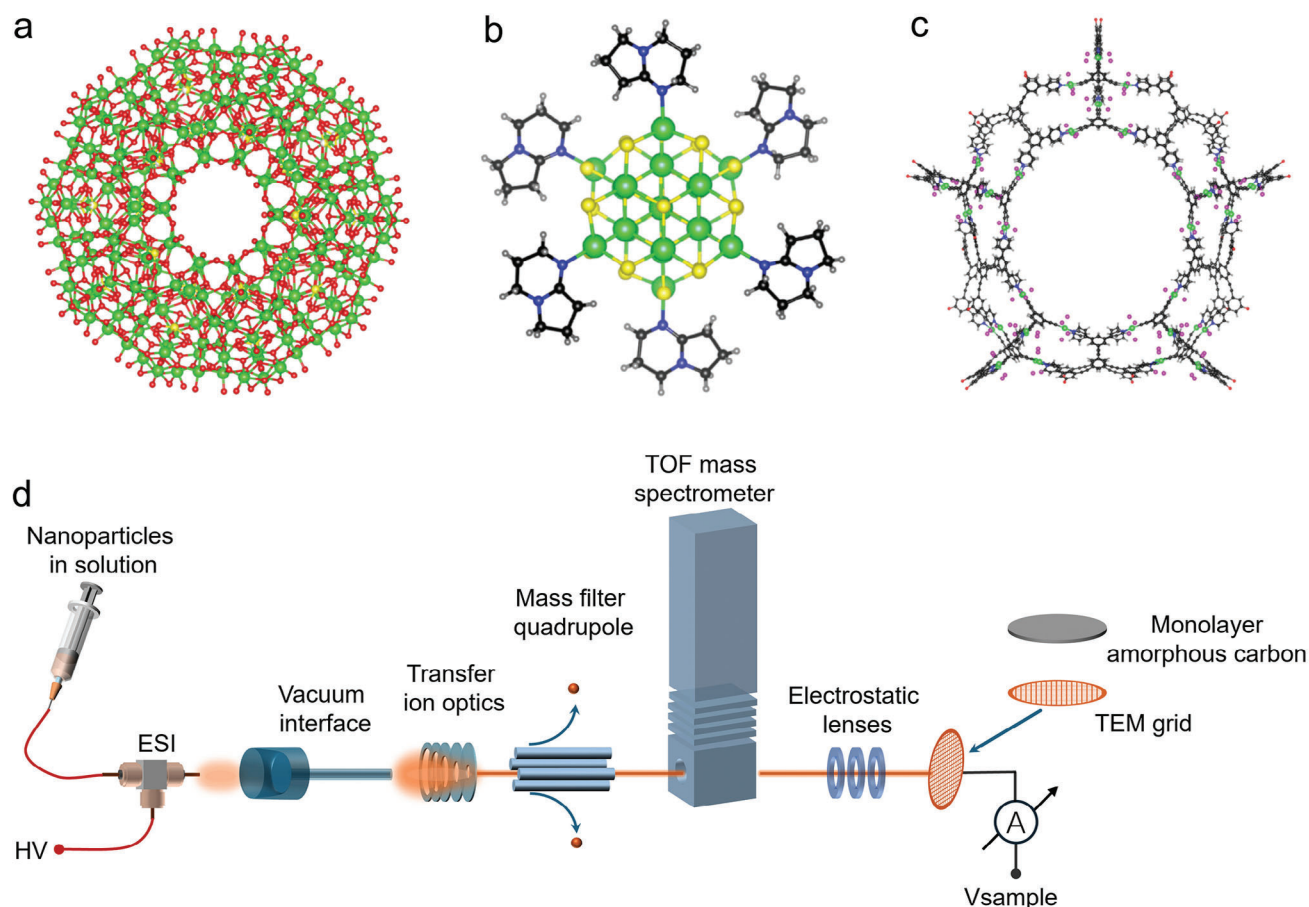 a
b
c
d
Nanoparticles
in solution
ESI
HV
Vacuum
interface
Transfer
ion optics
Mass filter
quadrupole
TOF mass
spectrometer
Electrostatic
lenses
Monolayer
amorphous carbon
TEM grid
A
Vsample